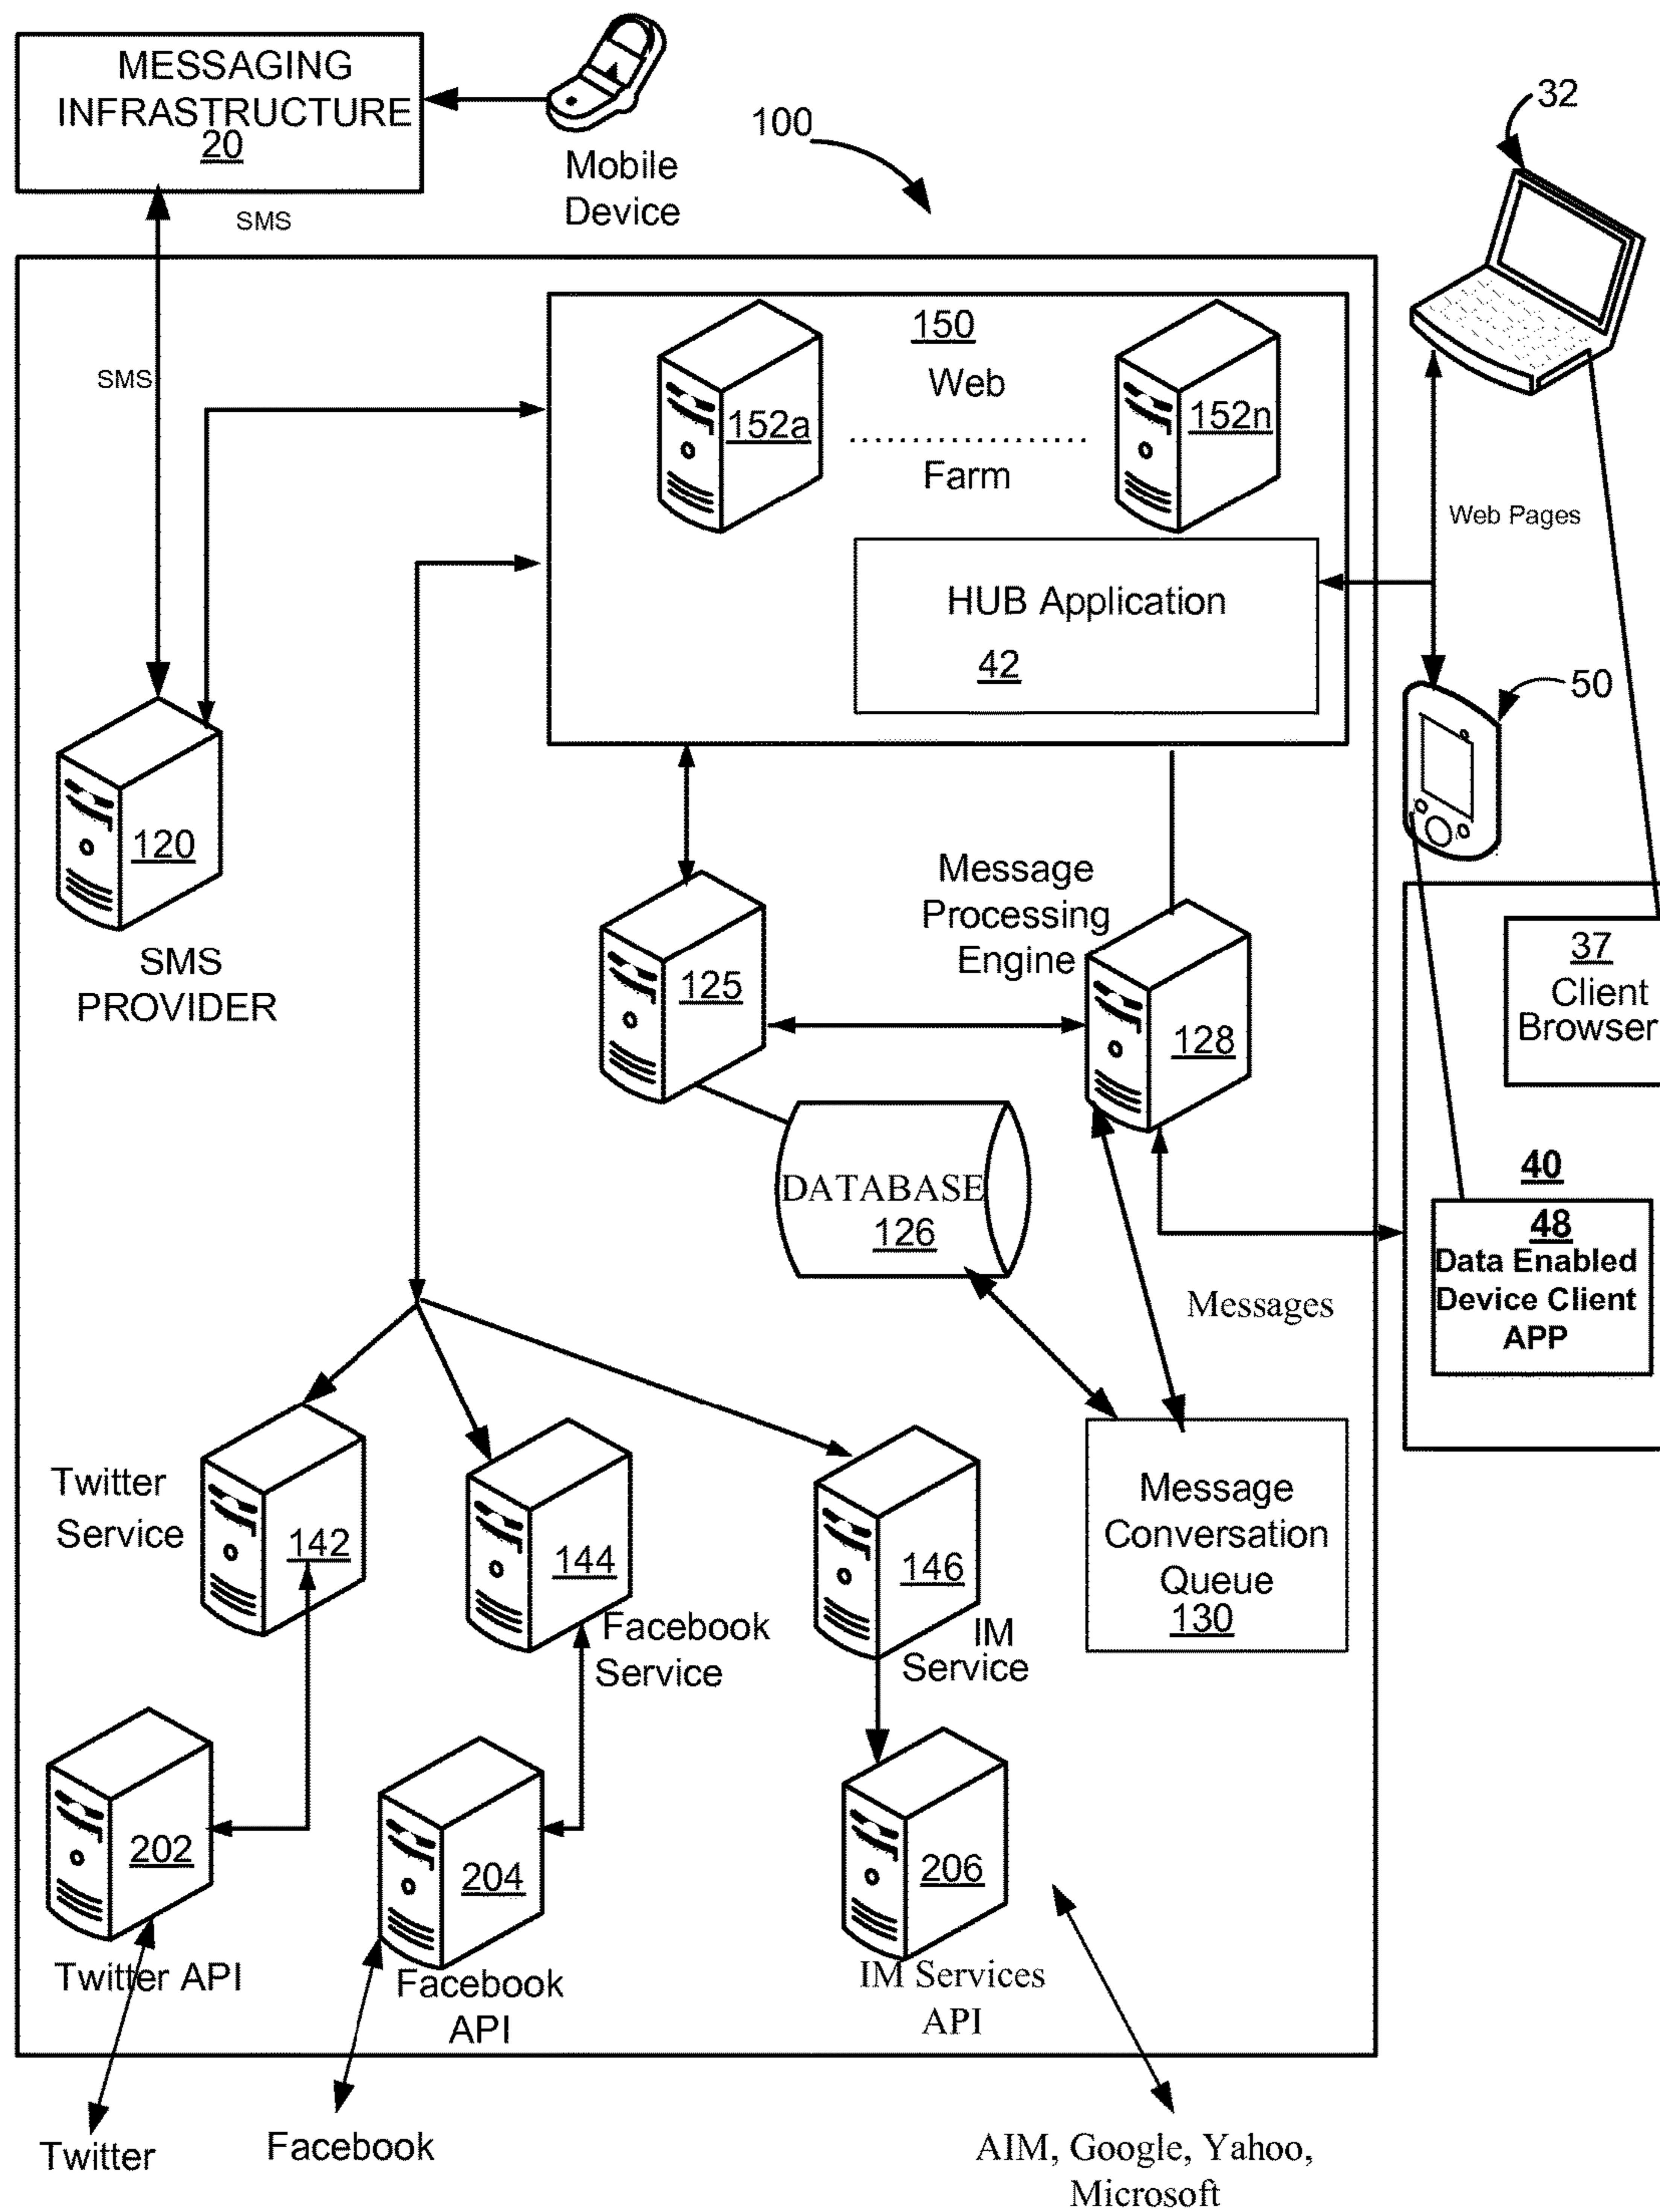 MESSAGING
INFRASTRUCTURE
20
Mobile
Device
100
32
SMS
SMS
150
Web
152a
152n
Farm
Web Pages
HUB Application
42
50
120
SMS
PROVIDER
Message
Processing
Engine
125
128
37
Client
Browser
DATABASE
126
40
48
Data Enabled
Device Client
APP
Messages
Twitter
Service
142
144
Facebook
Service
146
IM
Service
Message
Conversation
Queue
130
202
204
206
Twitter API
Facebook
API
IM Services
API
Twitter
Facebook
AIM, Google, Yahoo,
Microsoft